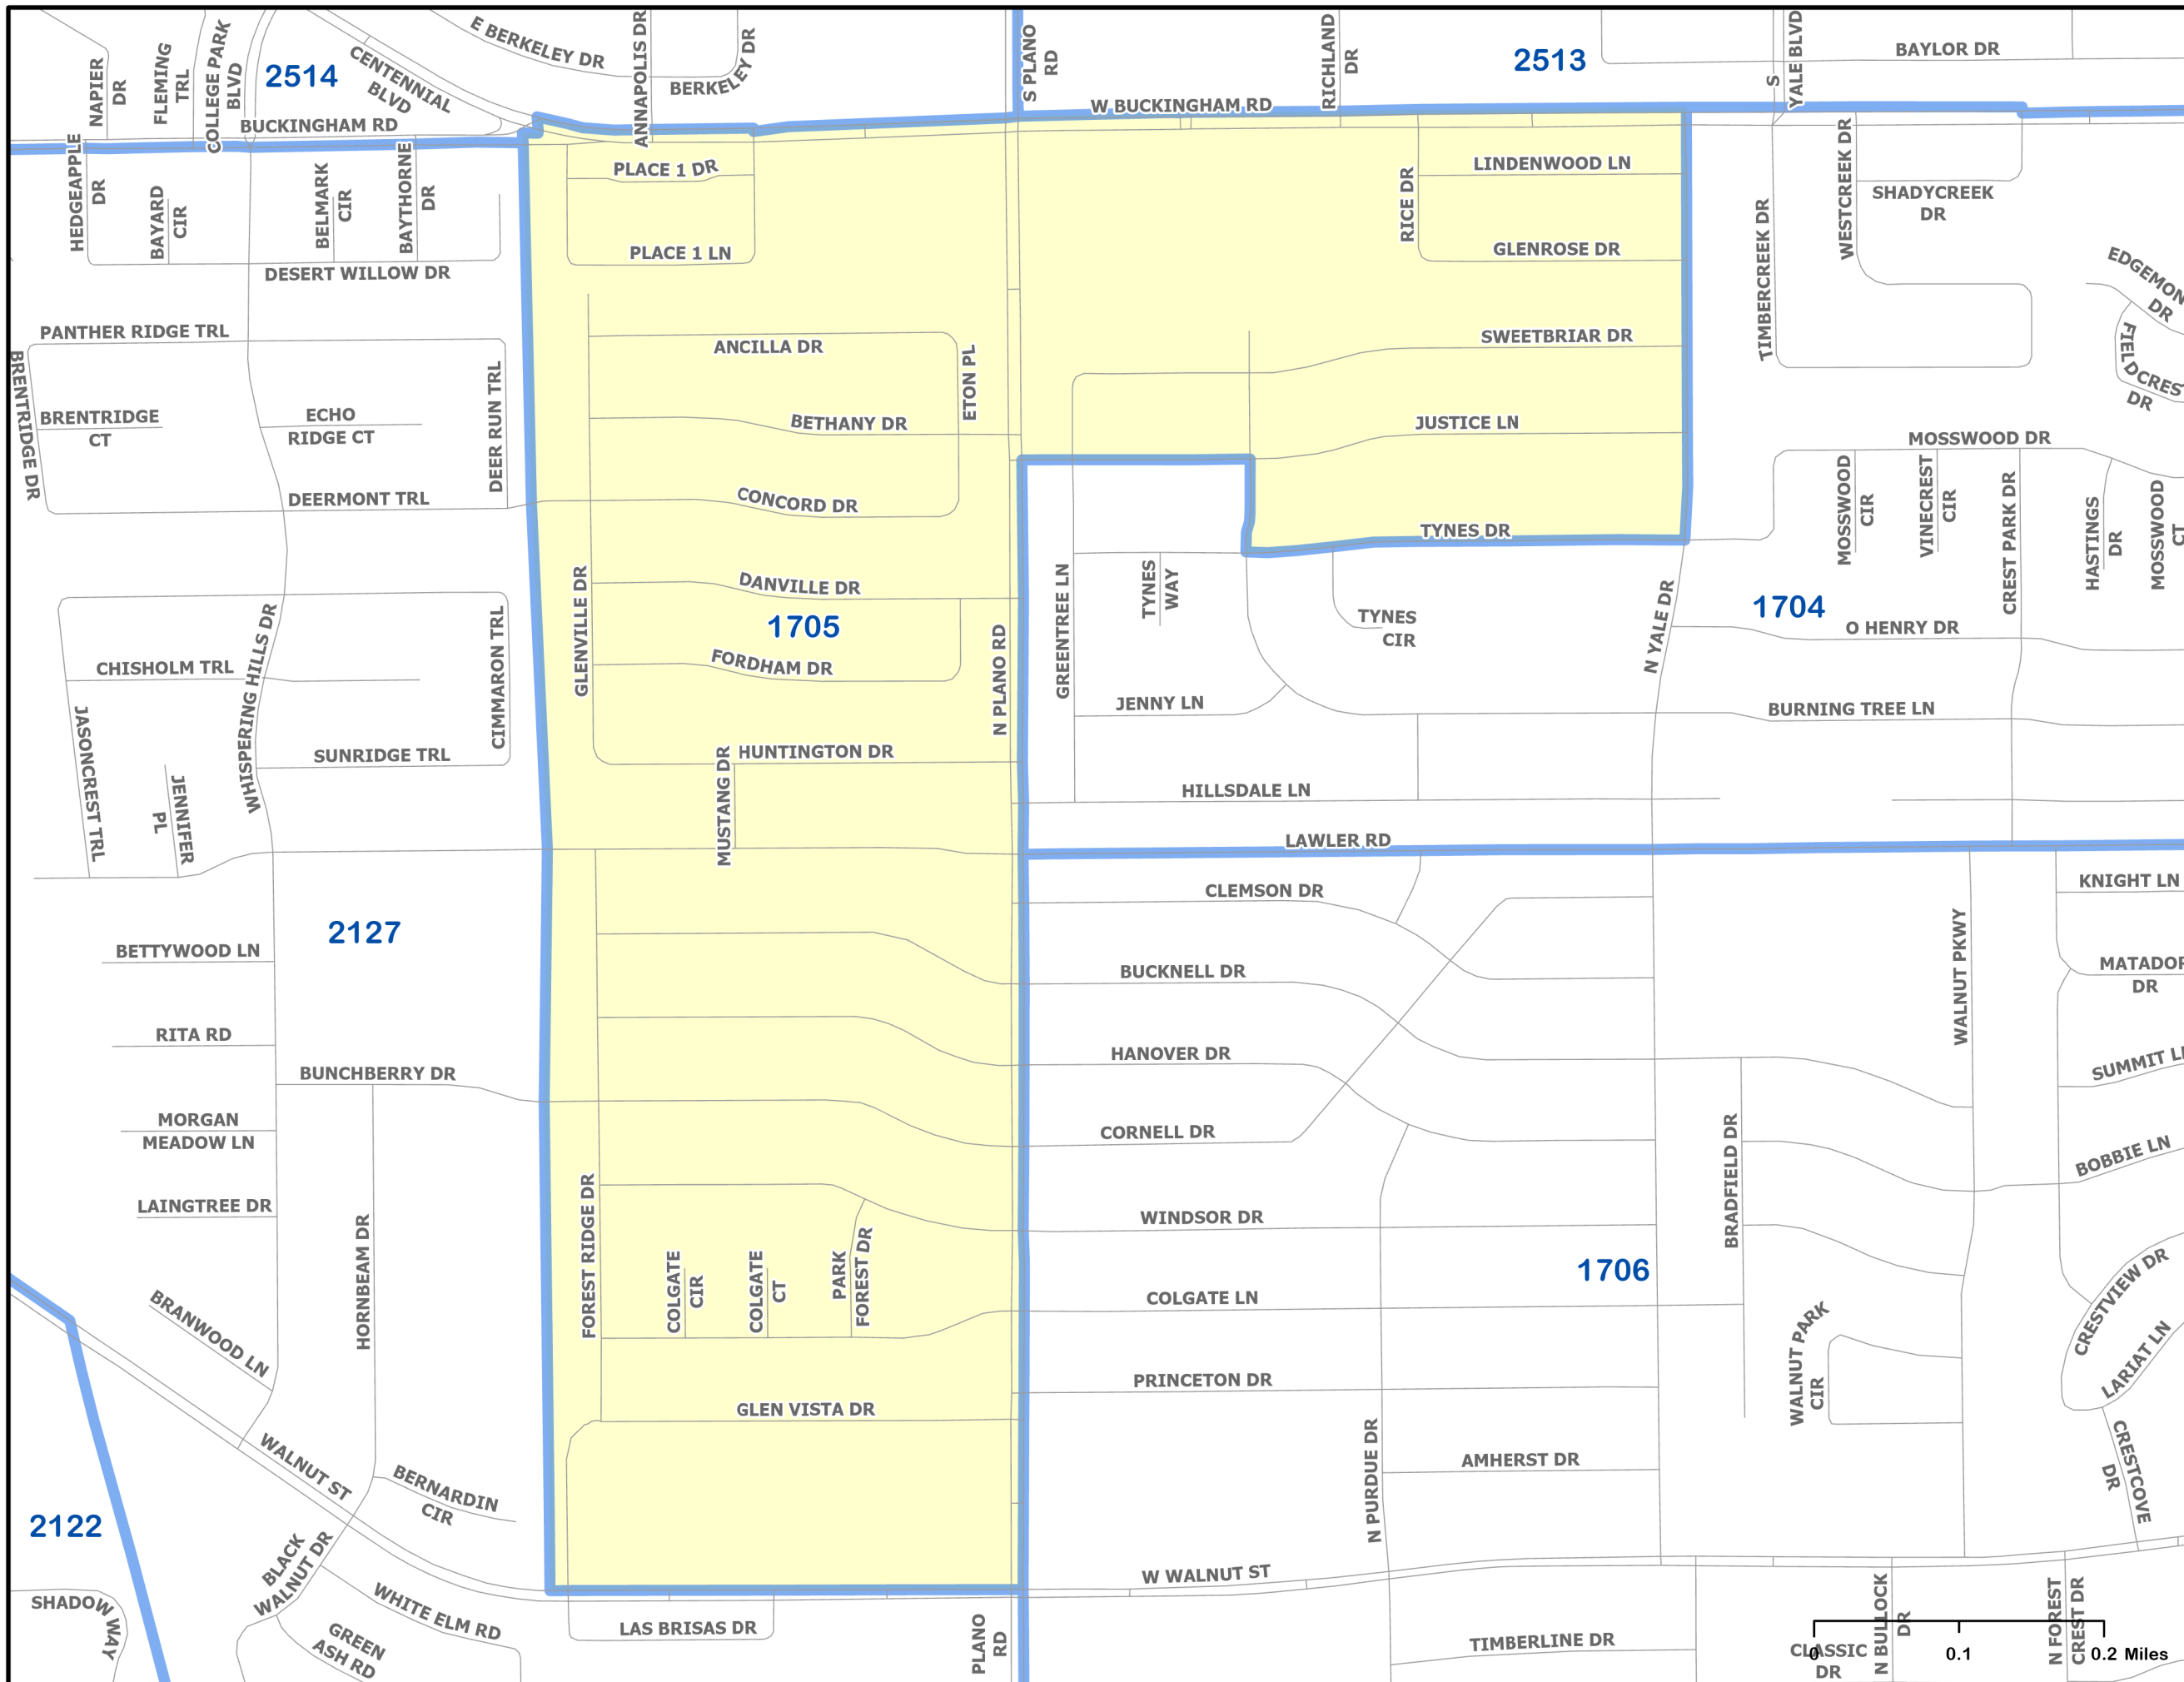 E BERKELEY DR
ANNAPOLIS DR
BERKELEY DR
S PLANO
RD
RICHLAND
DR
2513
S
YALE BLVD
BAYLOR DR
NAPIER
DR
FLEMING
TRL
COLLEGE PARK
BLVD
2514
CENTENNIAL
BLVD
BUCKINGHAM RD
W BUCKINGHAM RD
HEDGEAPPLE
DR
BAYARD
CIR
BELMARK
CIR
BAYTHORNE
DR
DESERT WILLOW DR
PLACE 1 DR
PLACE 1 LN
RICE DR
LINDENWOOD LN
GLENROSE DR
TIMBERCREEK DR
WESTCREEK DR
SHADYCREEK
DR
EDGEMON
DR
FIELDCRES
DR
PANTHER RIDGE TRL
BRENTRIDGE DR
BRENTRIDGE
CT
ECHO
RIDGE CT
DEER RUN TRL
DEERMONT TRL
ANCILLA DR
ETON PL
BETHANY DR
CONCORD DR
SWEETBRIAR DR
JUSTICE LN
TYNES DR
MOSSWOOD DR
MOSSWOOD
CIR
VINECREST
CIR
CREST PARK DR
HASTINGS
DR
MOSSWOOD
CT
GLENVILLE DR
DANVILLE DR
1705
FORDHAM DR
N PLANO RD
GREENTREE LN
TYNES
WAY
TYNES
CIR
N YALE DR
1704
O HENRY DR
WHISPERING HILLS DR
CIMMARON TRL
CHISHOLM TRL
JASONCREST TRL
JENNIFER
PL
SUNRIDGE TRL
HUNTINGTON DR
MUSTANG DR
JENNY LN
BURNING TREE LN
HILLSDALE LN
LAWLER RD
2127
BETTYWOOD LN
RITA RD
BUNCHBERRY DR
MORGAN
MEADOW LN
LAINGTREE DR
HORNBEAM DR
CLEMSON DR
BUCKNELL DR
HANOVER DR
CORNELL DR
WINDSOR DR
COLGATE LN
PRINCETON DR
AMHERST DR
N PURDUE DR
1706
BRADFIELD DR
WALNUT PKWY
KNIGHT LN
MATADOR
DR
SUMMIT L
BOBBIE LN
CRESTVIEW DR
LARIAT LN
CRESTCOVE
DR
WALNUT PARK
CIR
FOREST RIDGE DR
COLGATE
CIR
COLGATE
CT
PARK
FOREST DR
GLEN VISTA DR
BRANWOOD LN
WALNUT ST
BERNARDIN
CIR
2122
BLACK
WALNUT DR
SHADOW
WAY
WHITE ELM RD
GREEN
ASH RD
LAS BRISAS DR
PLANO
RD
W WALNUT ST
TIMBERLINE DR
CLASSIC
DR
N BULLOCK
DR
N FOREST
CREST DR
0
0.1
0.2 Miles